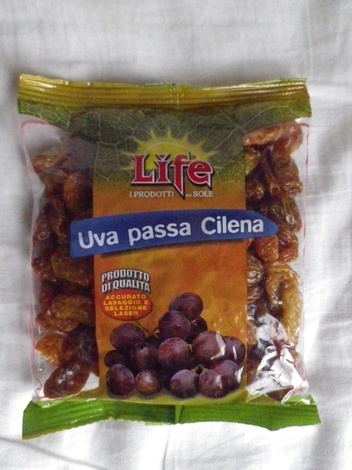 Life
I PRODOTTI DEL SOLE
Uva passa Cilena
PRODOTTO
DI QUALITÀ
ACCURATO
LAVAGGIO E
SELEZIONE
LASER